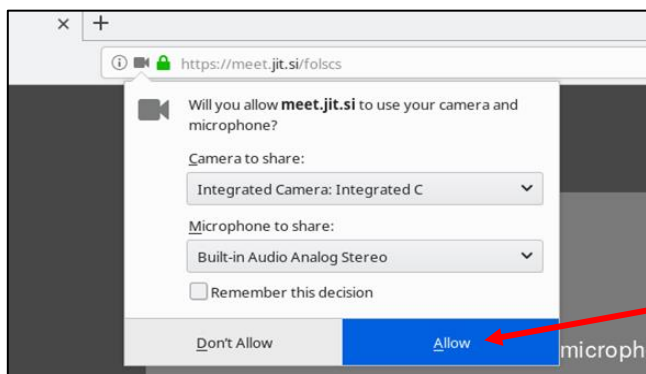 × +
https://meet.jit.si/folscs
Will you allow meet.jit.si to use your camera and
microphone?
Camera to share:
Integrated Camera: Integrated C
Microphone to share:
Built-in Audio Analog Stereo
Remember this decision
Don't Allow
Allow
microph